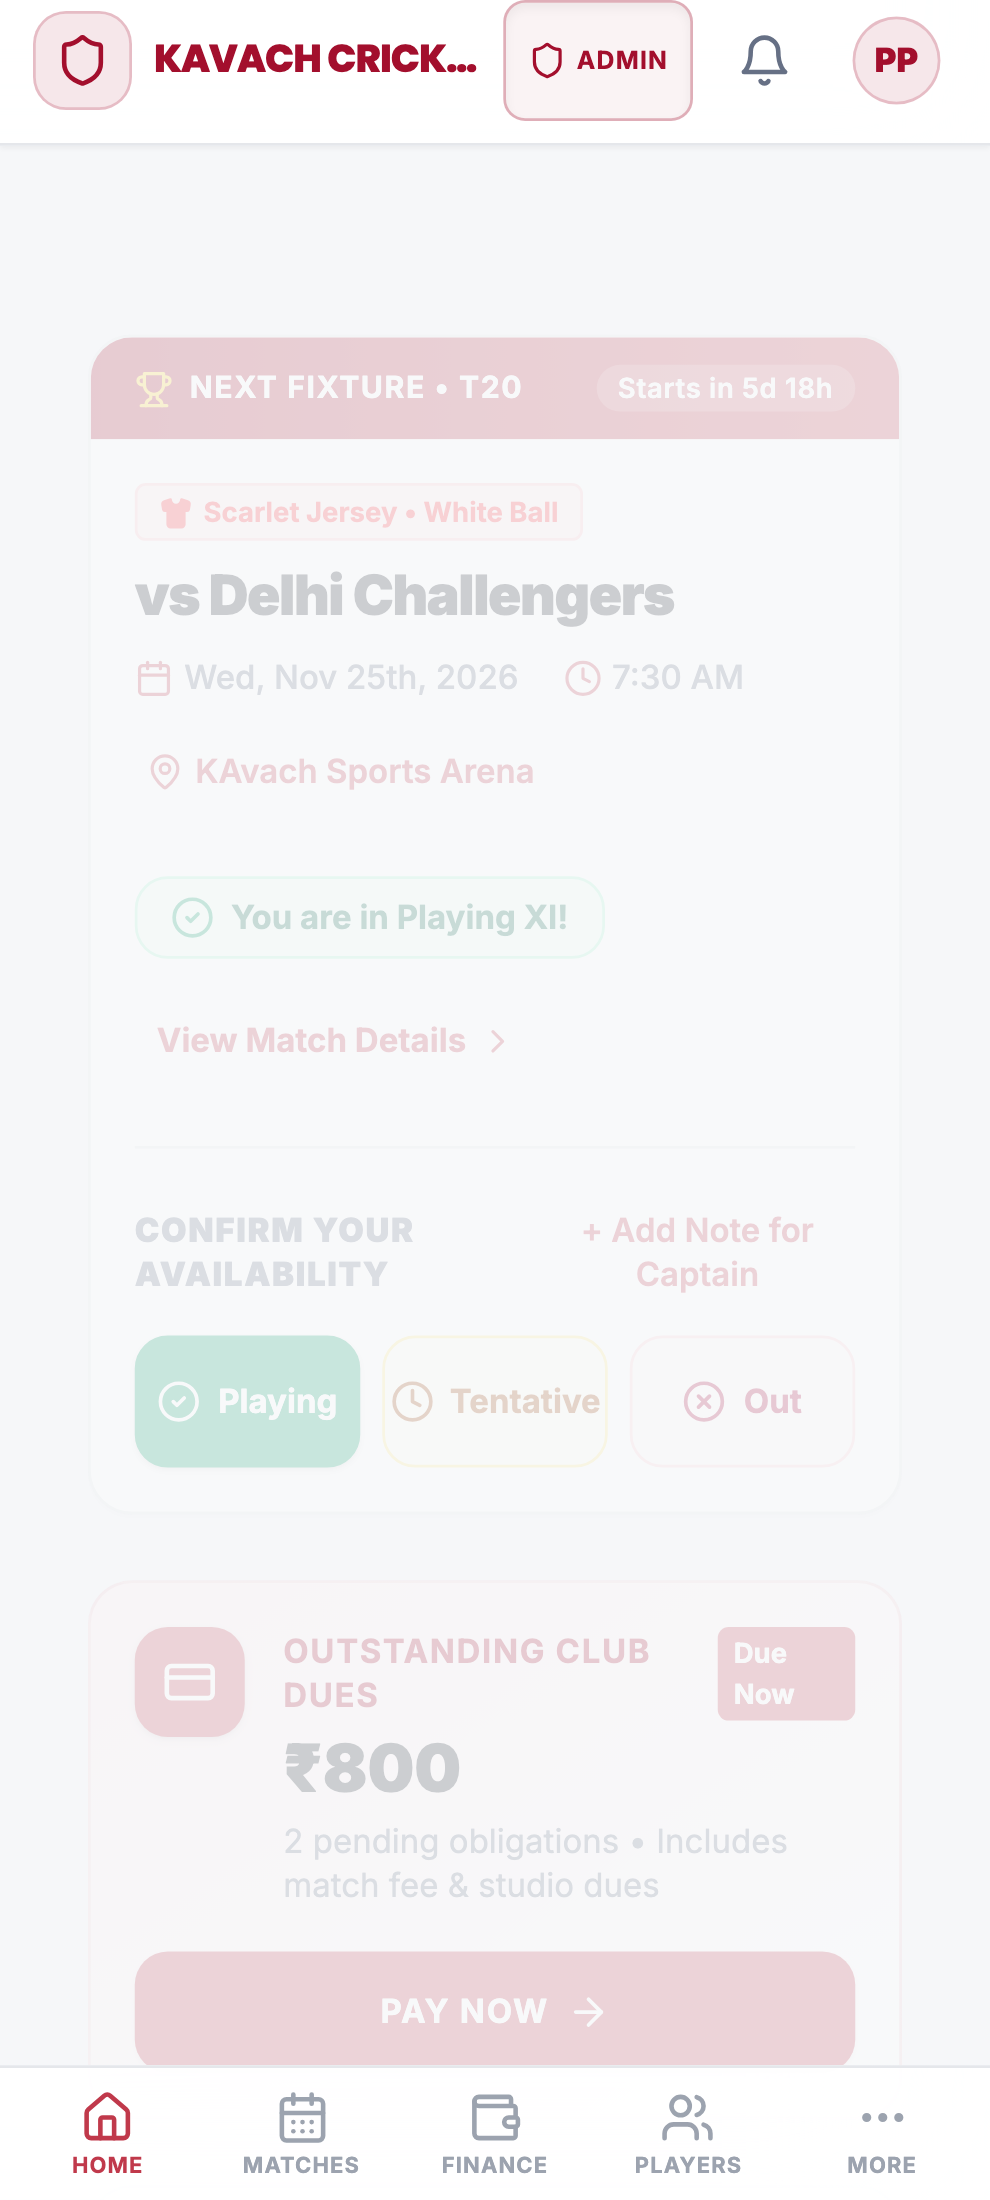 KAVACH CRICK...
ADMIN
PP
NEXT FIXTURE • T20
Starts in 5d 18h
Scarlet Jersey • White Ball
vs Delhi Challengers
Wed, Nov 25th, 2026
7:30 AM
KAvach Sports Arena
You are in Playing XI!
View Match Details
CONFIRM YOUR
AVAILABILITY
+ Add Note for
Captain
Playing
Tentative
Out
OUTSTANDING CLUB
DUES
Due
Now
₹800
2 pending obligations • Includes
match fee & studio dues
PAY NOW
HOME
MATCHES
FINANCE
PLAYERS
MORE